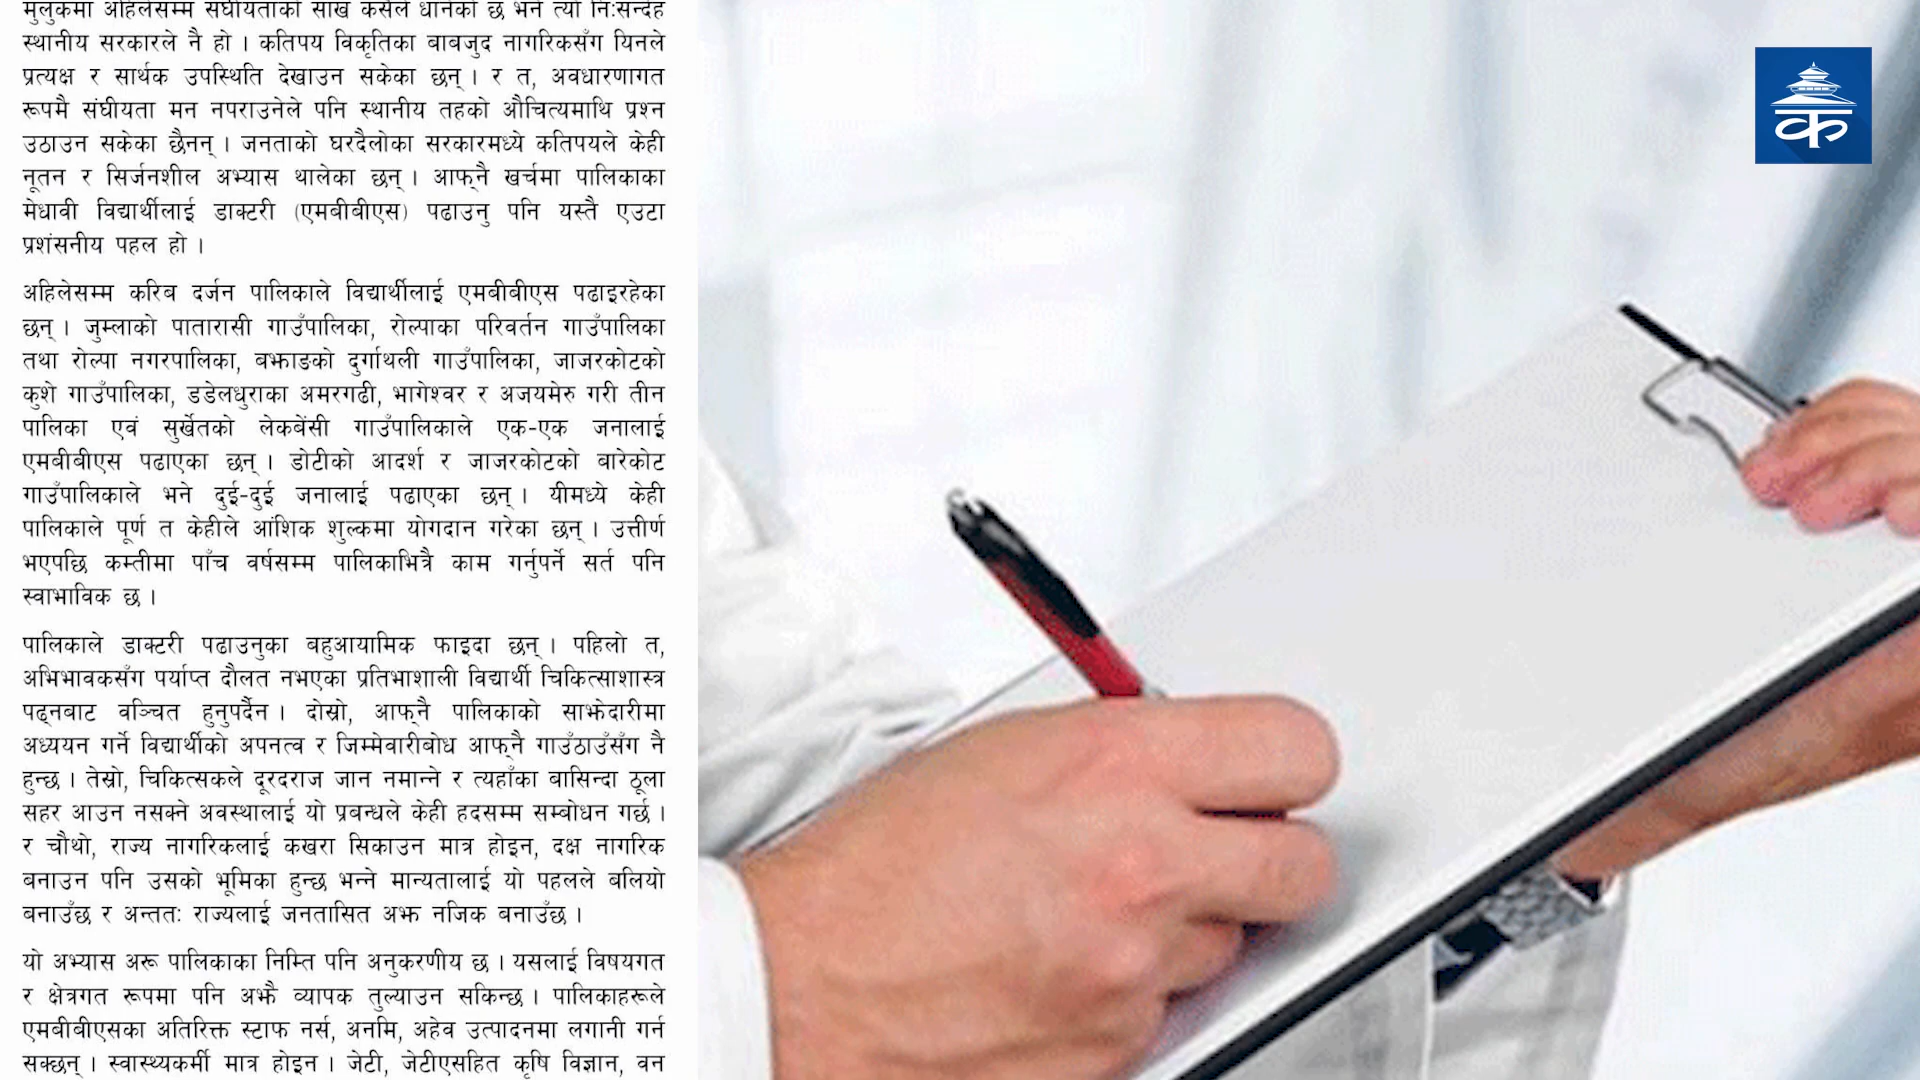 मुलुकमा अहिलेसम्म संघीयताको साख कसैले धानेको छ भने त्यो निःसन्देह
स्थानीय सरकारले नै हो । कतिपय विकृतिका बाबजुद नागरिकसँग यिनले
प्रत्यक्ष र सार्थक उपस्थिति देखाउन सकेका छन् । र त, अवधारणागत
रूपमै संघीयता मन नपराउनेले पनि स्थानीय तहको औचित्यमाथि प्रश्न
उठाउन सकेका छैनन् । जनताको घरदैलोका सरकारमध्ये कतिपयले केही
नूतन र सिर्जनशील अभ्यास थालेका छन् । आफ्‌नै खर्चमा पालिकाका
मेधावी विद्यार्थीलाई डाक्टरी (एमबीबीएस) पढाउनु पनि यस्तै एउटा
प्रशंसनीय पहल हो ।
अहिलेसम्म करिब दर्जन पालिकाले विद्यार्थीलाई एमबीबीएस पढाइरहेका
छन् । जुम्लाको पातारासी गाउँपालिका, रोल्पाका परिवर्तन गाउँपालिका
तथा रोल्पा नगरपालिका, बझाङको दुर्गाथली गाउँपालिका, जाजरकोटको
कुशे गाउँपालिका, डडेलधुराका अमरगढी, भागेश्वर र अजयमेरु गरी तीन
पालिका एवं सुर्खेतको लेकबेंसी गाउँपालिकाले एक-एक जनालाई
एमबीबीएस पढाएका छन् । डोटीको आदर्श र जाजरकोटको बारेकोट
गाउँपालिकाले भने दुई-दुई जनालाई पढाएका छन् । यीमध्ये केही
पालिकाले पूर्ण त केहीले आंशिक शुल्कमा योगदान गरेका छन् । उत्तीर्ण
भएपछि कम्तीमा पाँच वर्षसम्म पालिकाभित्रै काम गर्नुपर्ने सर्त पनि
स्वाभाविक छ ।
पालिकाले डाक्टरी पढाउनुका बहुआयामिक फाइदा छन् । पहिलो त,
अभिभावकसँग पर्याप्त दौलत नभएका प्रतिभाशाली विद्यार्थी चिकित्साशास्त्र
पढ्नबाट वञ्चित हुनुपर्दैन । दोस्रो, आफ्‌नै पालिकाको साझेदारीमा
अध्ययन गर्ने विद्यार्थीको अपनत्व र जिम्मेवारीबोध आफ्‌नै गाउँठाउँसँग नै
हुन्छ । तेस्रो, चिकित्सकले दूरदराज जान नमान्ने र त्यहाँका बासिन्दा ठूला
सहर आउन नसक्ने अवस्थालाई यो प्रबन्धले केही हदसम्म सम्बोधन गर्छ ।
र चौथो, राज्य नागरिकलाई कखरा सिकाउन मात्र होइन, दक्ष नागरिक
बनाउन पनि उसको भूमिका हुन्छ भन्ने मान्यतालाई यो पहलले बलियो
बनाउँछ र अन्ततः राज्यलाई जनतासित अझ नजिक बनाउँछ ।
यो अभ्यास अरू पालिकाका निम्ति पनि अनुकरणीय छ । यसलाई विषयगत
र क्षेत्रगत रूपमा पनि अझै व्यापक तुल्याउन सकिन्छ । पालिकाहरूले
एमबीबीएसका अतिरिक्त स्टाफ नर्स, अनमि, अहेव उत्पादनमा लगानी गर्न
सक्छन् । स्वास्थ्यकर्मी मात्र होइन । जेटी, जेटीएसहित कृषि विज्ञान, वन
क